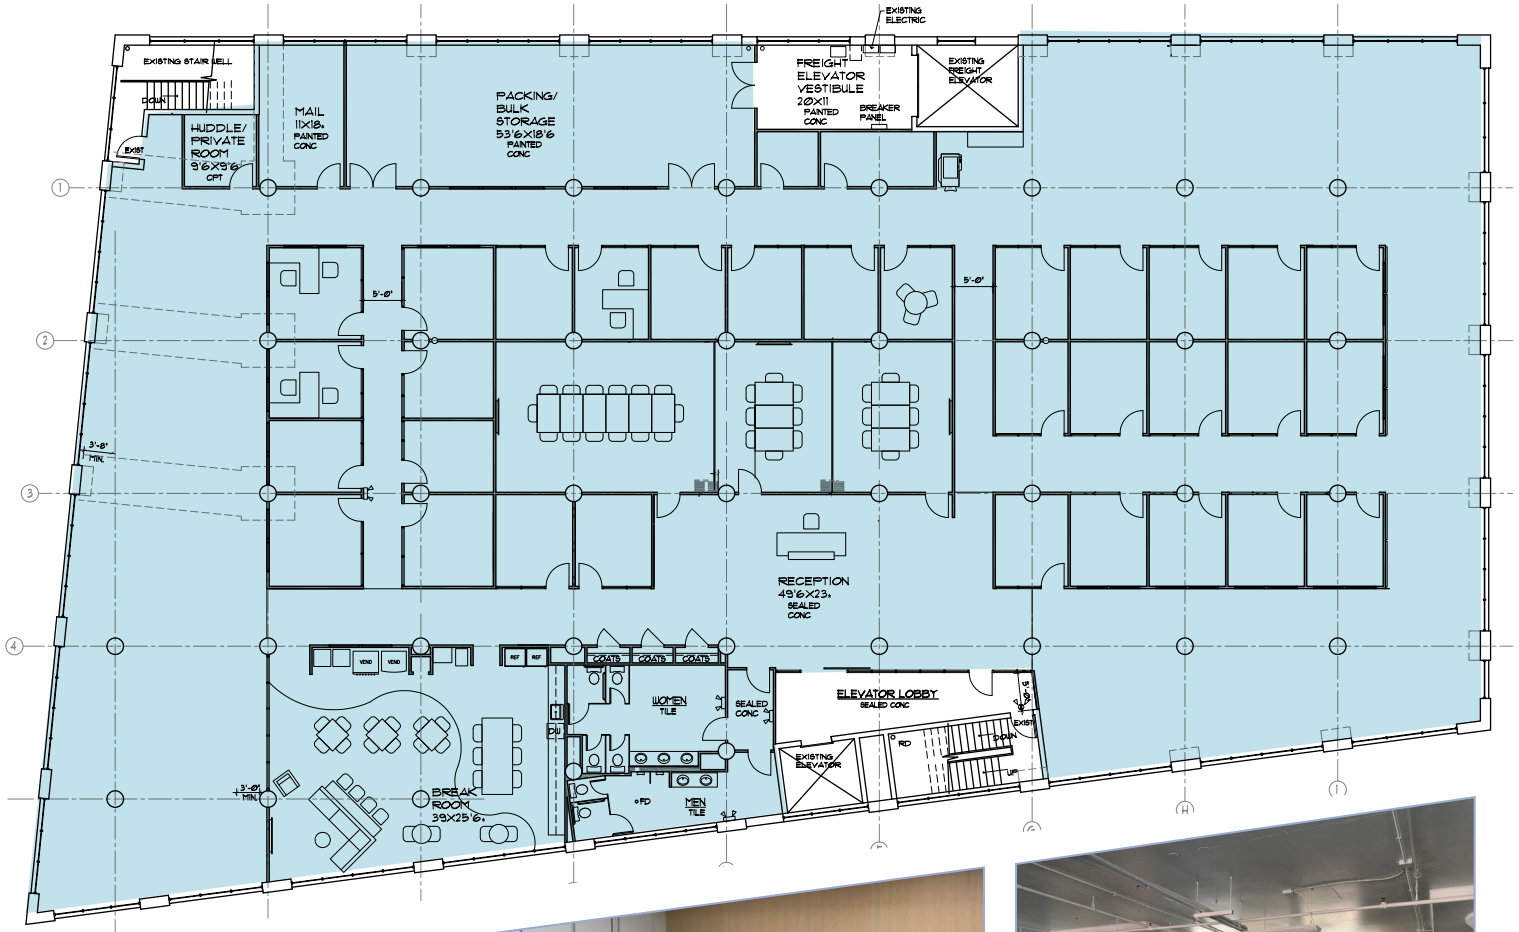 EXISTING
ELECTRIC
EXISTING STAIR WELL
DOWN
EXIST
HUDDLE/
PRIVATE
ROOM
9'6X9'6
CPT
MAIL
11X18
PAINTED
CONC
PACKING/
BULK
STORAGE
53'6X18'6
PAINTED
CONC
FREIGHT
ELEVATOR
VESTIBULE
20X11
PAINTED
CONC
BREAKER
PANEL
EXISTING
FREIGHT
ELEVATOR
1
5'-0"
5'-0"
2
3'-8"
MIN.
3
RECEPTION
49'6X23
SEALED
CONC
4
VEND
VEND
REF
REF
COATS
COATS
COATS
WOMEN
TILE
SEALED
CONC
ELEVATOR LOBBY
SEALED CONC
5'-0"
EXIST
DOWN
UP
RD
EXISTING
ELEVATOR
DW
3'-0"
MIN.
BREAK
ROOM
39X25'6
FD
MEN
TILE
G
H
I